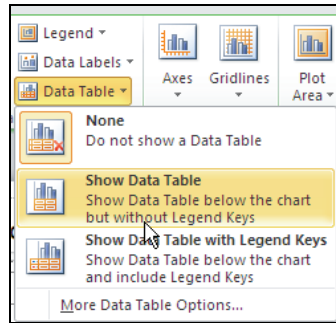 Legend
Data Labels
Data Table
Axes
Gridlines
Plot
Area
None
Do not show a Data Table
Show Data Table
Show Data Table below the chart
but without Legend Keys
Show Data Table with Legend Keys
Show Data Table below the chart
and include Legend Keys
More Data Table Options...